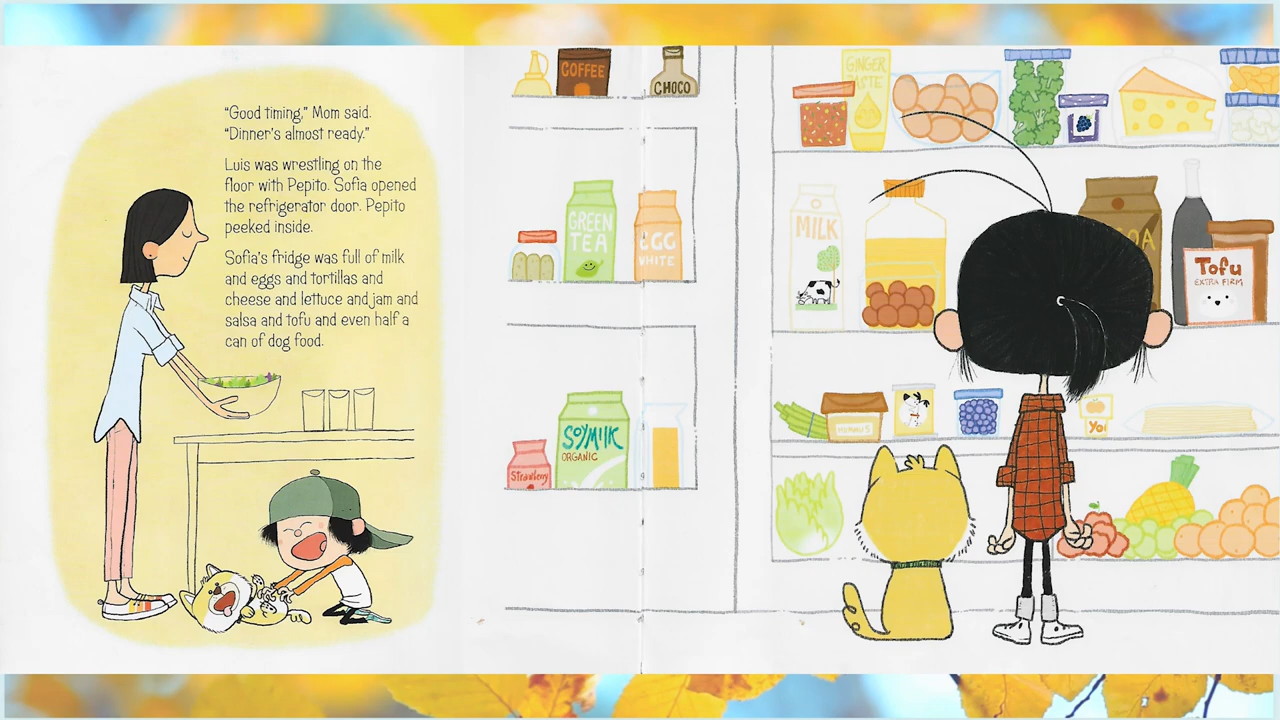 “Good timing,” Mom said.
“Dinner’s almost ready.”
Luis was wrestling on the
floor with Pepito. Sofia opened
the refrigerator door. Pepito
peeked inside.
Sofia’s fridge was full of milk
and eggs and tortillas and
cheese and lettuce and jam and
salsa and tofu and even half a
can of dog food.
COFFEE
CHOCO
GREEN
TEA
EGG
WHITE
SOYMILK
ORGANIC
Strawberry
GINGER
PASTE
MILK
OA
Tofu
EXTRA FIRM
HUMMUS
Yo